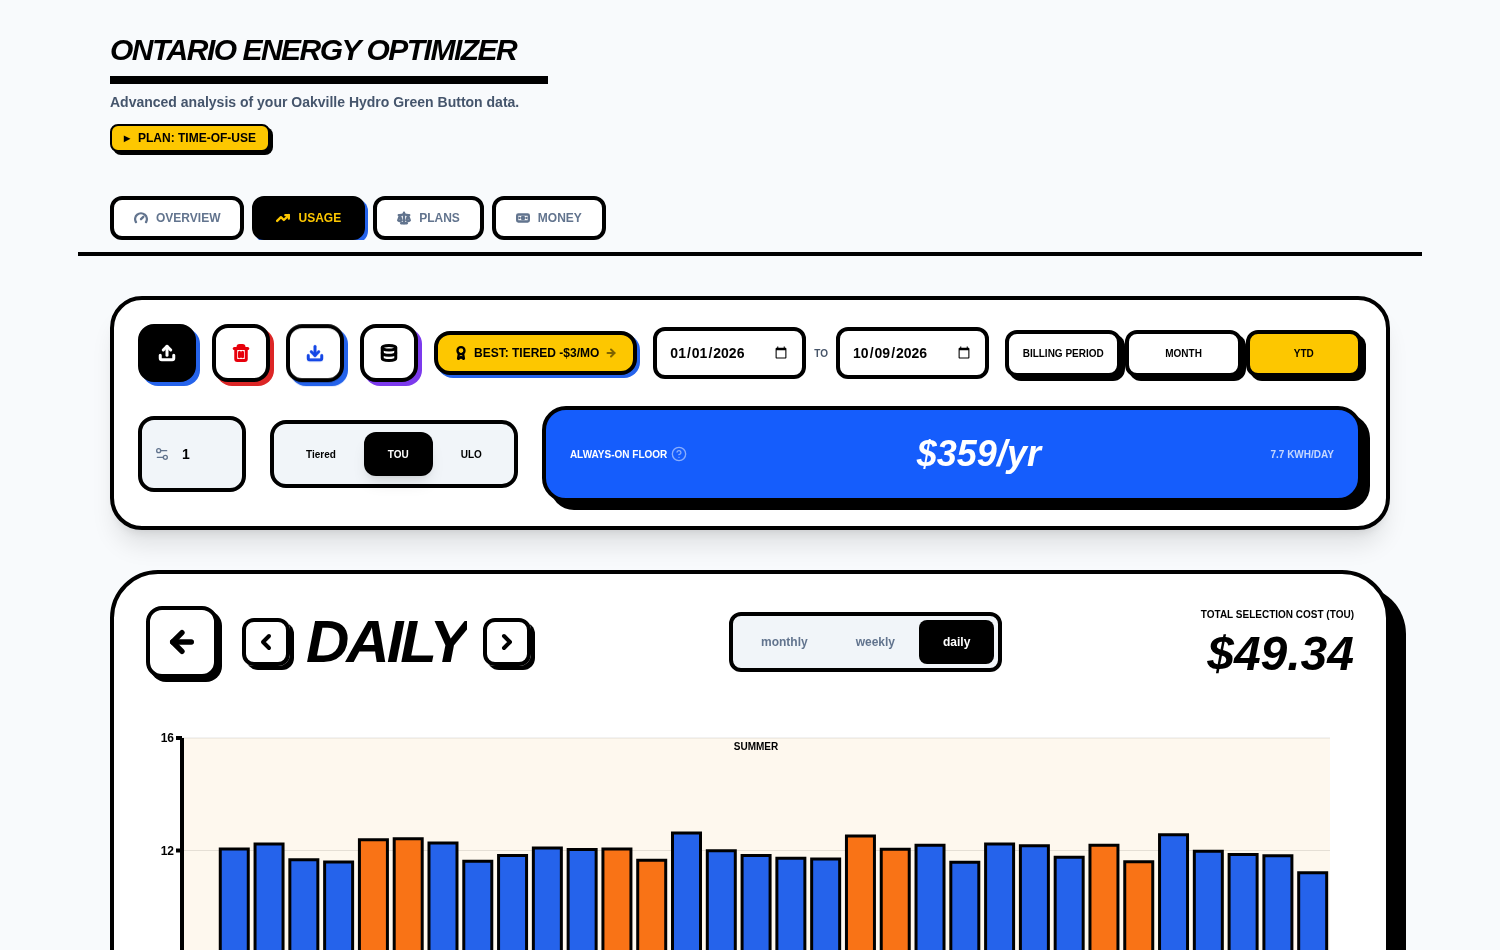 ONTARIO ENERGY OPTIMIZER
Advanced analysis of your Oakville Hydro Green Button data.
► PLAN: TIME-OF-USE
OVERVIEW
USAGE
PLANS
MONEY
BEST: TIERED -$3/MO →
01/01/2026
TO
10/09/2026
BILLING PERIOD
MONTH
YTD
1
Tiered
TOU
ULO
ALWAYS-ON FLOOR ?
$359/yr
7.7 KWH/DAY
DAILY
monthly
weekly
daily
TOTAL SELECTION COST (TOU)
$49.34
16
SUMMER
12